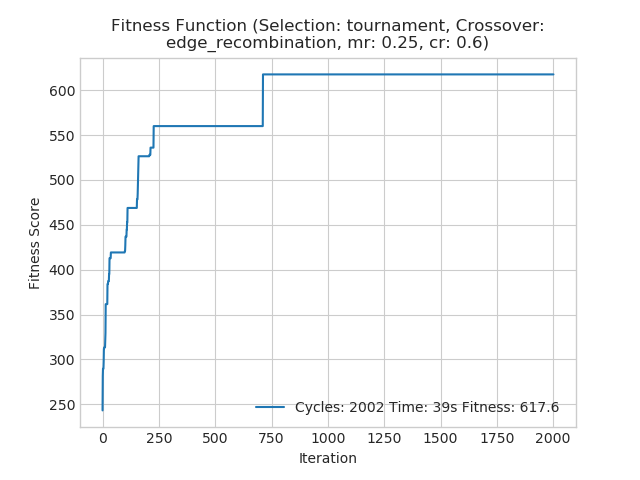 Fitness Function (Selection: tournament, Crossover:
edge_recombination, mr: 0.25, cr: 0.6)
Fitness Score
600
550
500
450
400
350
300
250
Cycles: 2002 Time: 39s Fitness: 617.6
0 250 500 750 1000 1250 1500 1750 2000
Iteration